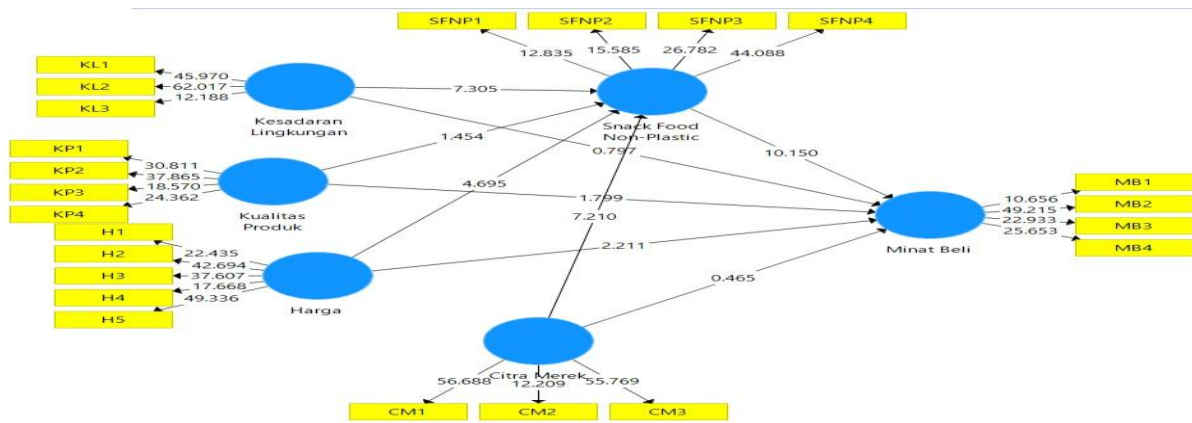 SFNP1
SFNP2
SFNP3
SFNP4
12.835
15.585
26.782
44.088
KL1
KL2
KL3
45.970
62.017
12.188
Kesadaran
Lingkungan
7.305
Snack Food
Non-Plastic
1.454
0.797
10.150
KP1
KP2
KP3
KP4
30.811
37.865
18.570
24.362
Kualitas
Produk
4.695
1.799
7.210
MB1
MB2
MB3
MB4
10.656
49.215
22.933
25.653
Minat Beli
H1
H2
H3
H4
H5
22.435
42.694
37.607
17.668
49.336
Harga
2.211
0.465
Citra Merek
56.688
12.209
55.769
CM1
CM2
CM3